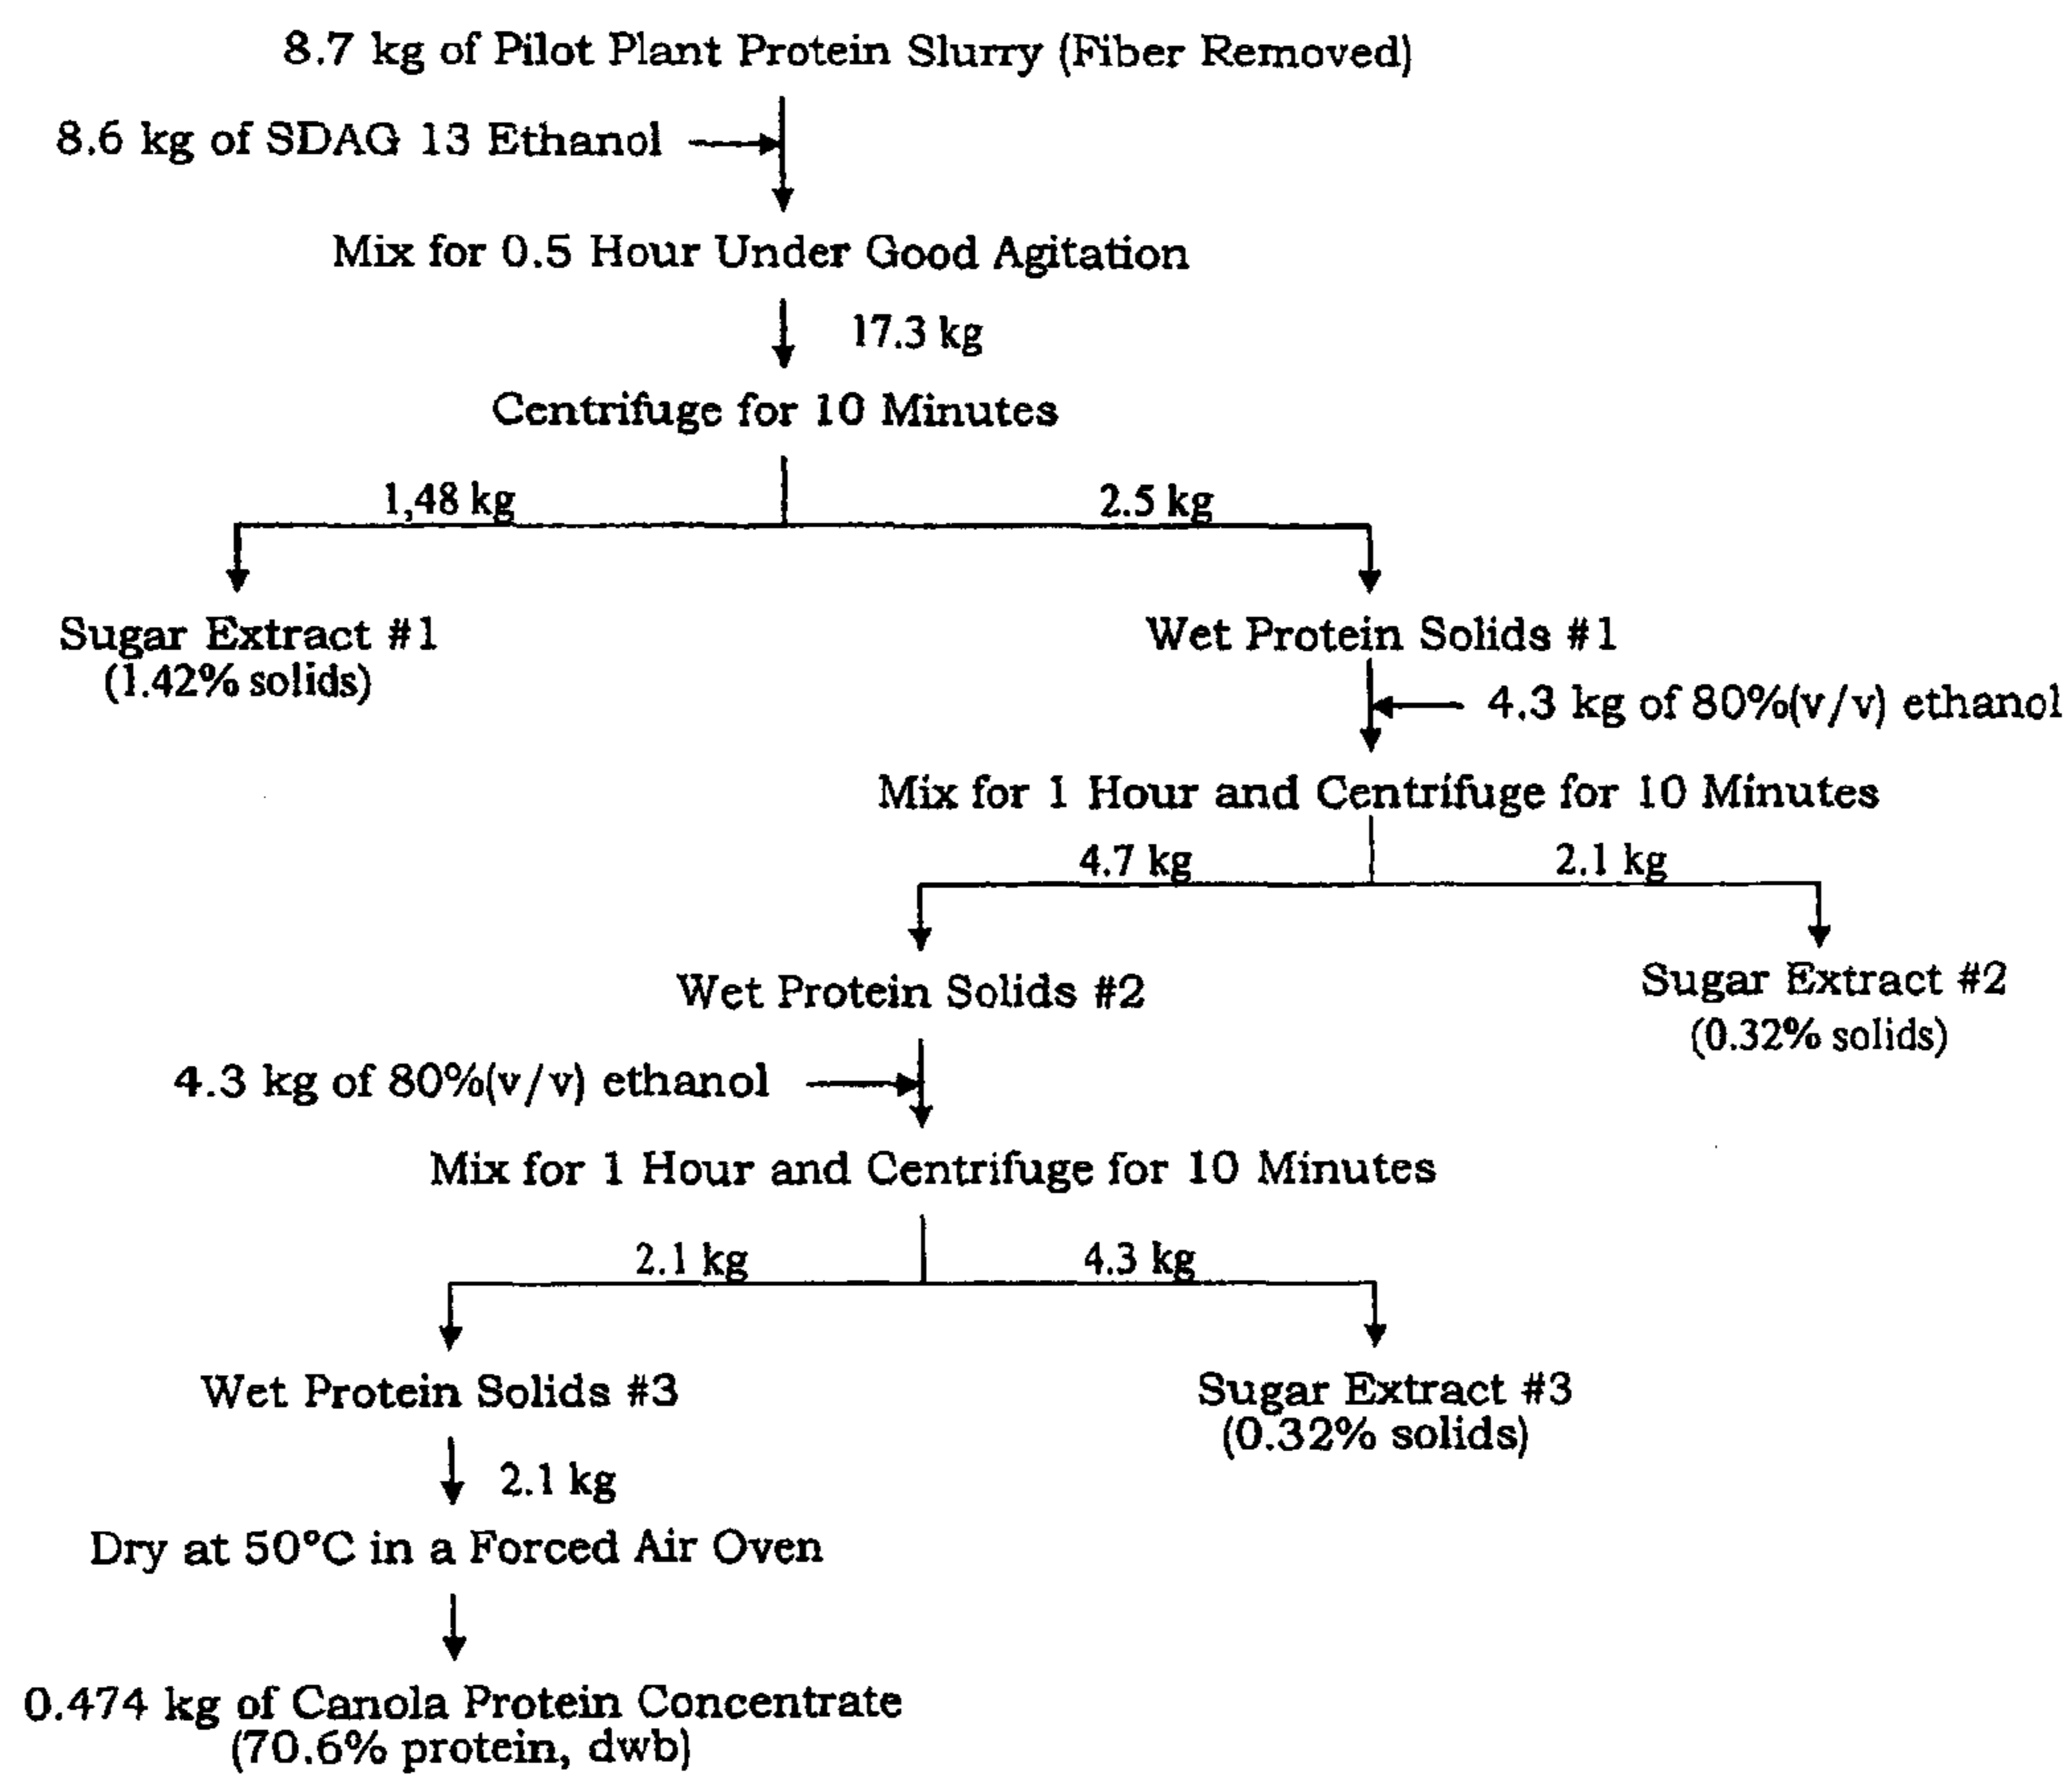 8.7 kg of Pilot Plant Protein Slurry (Fiber Removed)
8.6 kg of SDAG 13 Ethanol
Mix for 0.5 Hour Under Good Agitation
17.3 kg
Centrifuge for 10 Minutes
1,48 kg
2.5 kg
Sugar Extract #1
(1.42% solids)
Wet Protein Solids #1
4.3 kg of 80%(v/v) ethanol
Mix for 1 Hour and Centrifuge for 10 Minutes
4.7 kg
2.1 kg
Wet Protein Solids #2
Sugar Extract #2
(0.32% solids)
4.3 kg of 80%(v/v) ethanol
Mix for 1 Hour and Centrifuge for 10 Minutes
2.1 kg
4.3 kg
Wet Protein Solids #3
Sugar Extract #3
(0.32% solids)
2.1 kg
Dry at 50°C in a Forced Air Oven
0.474 kg of Canola Protein Concentrate
(70.6% protein, dwb)